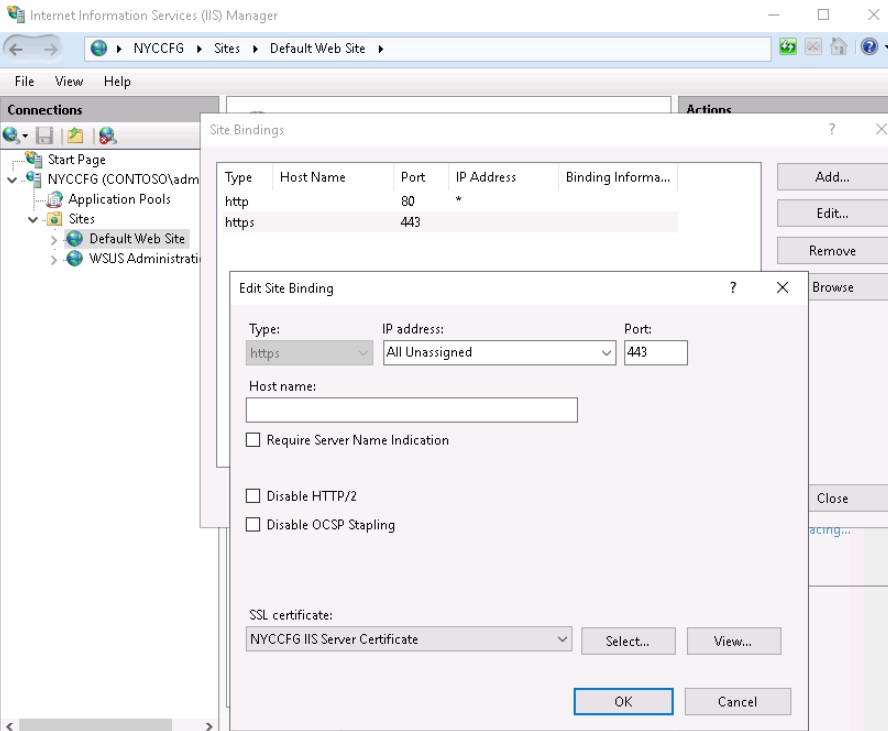 Internet Information Services (IIS) Manager
NYCCFG Sites Default Web Site
File View Help
Connections
Actions
Start Page
NYCCFG (CONTOSO\adm
Application Pools
Sites
Default Web Site
WSUS Administrati
Site Bindings
?
Type Host Name Port IP Address Binding Informa...
http 80 *
https 443
Add...
Edit...
Remove
Browse
Close
Edit Site Binding
?
Type: IP address: Port:
https All Unassigned 443
Host name:
Require Server Name Indication
Disable HTTP/2
Disable OCSP Stapling
SSL certificate:
NYCCFG IIS Server Certificate Select... View...
OK Cancel